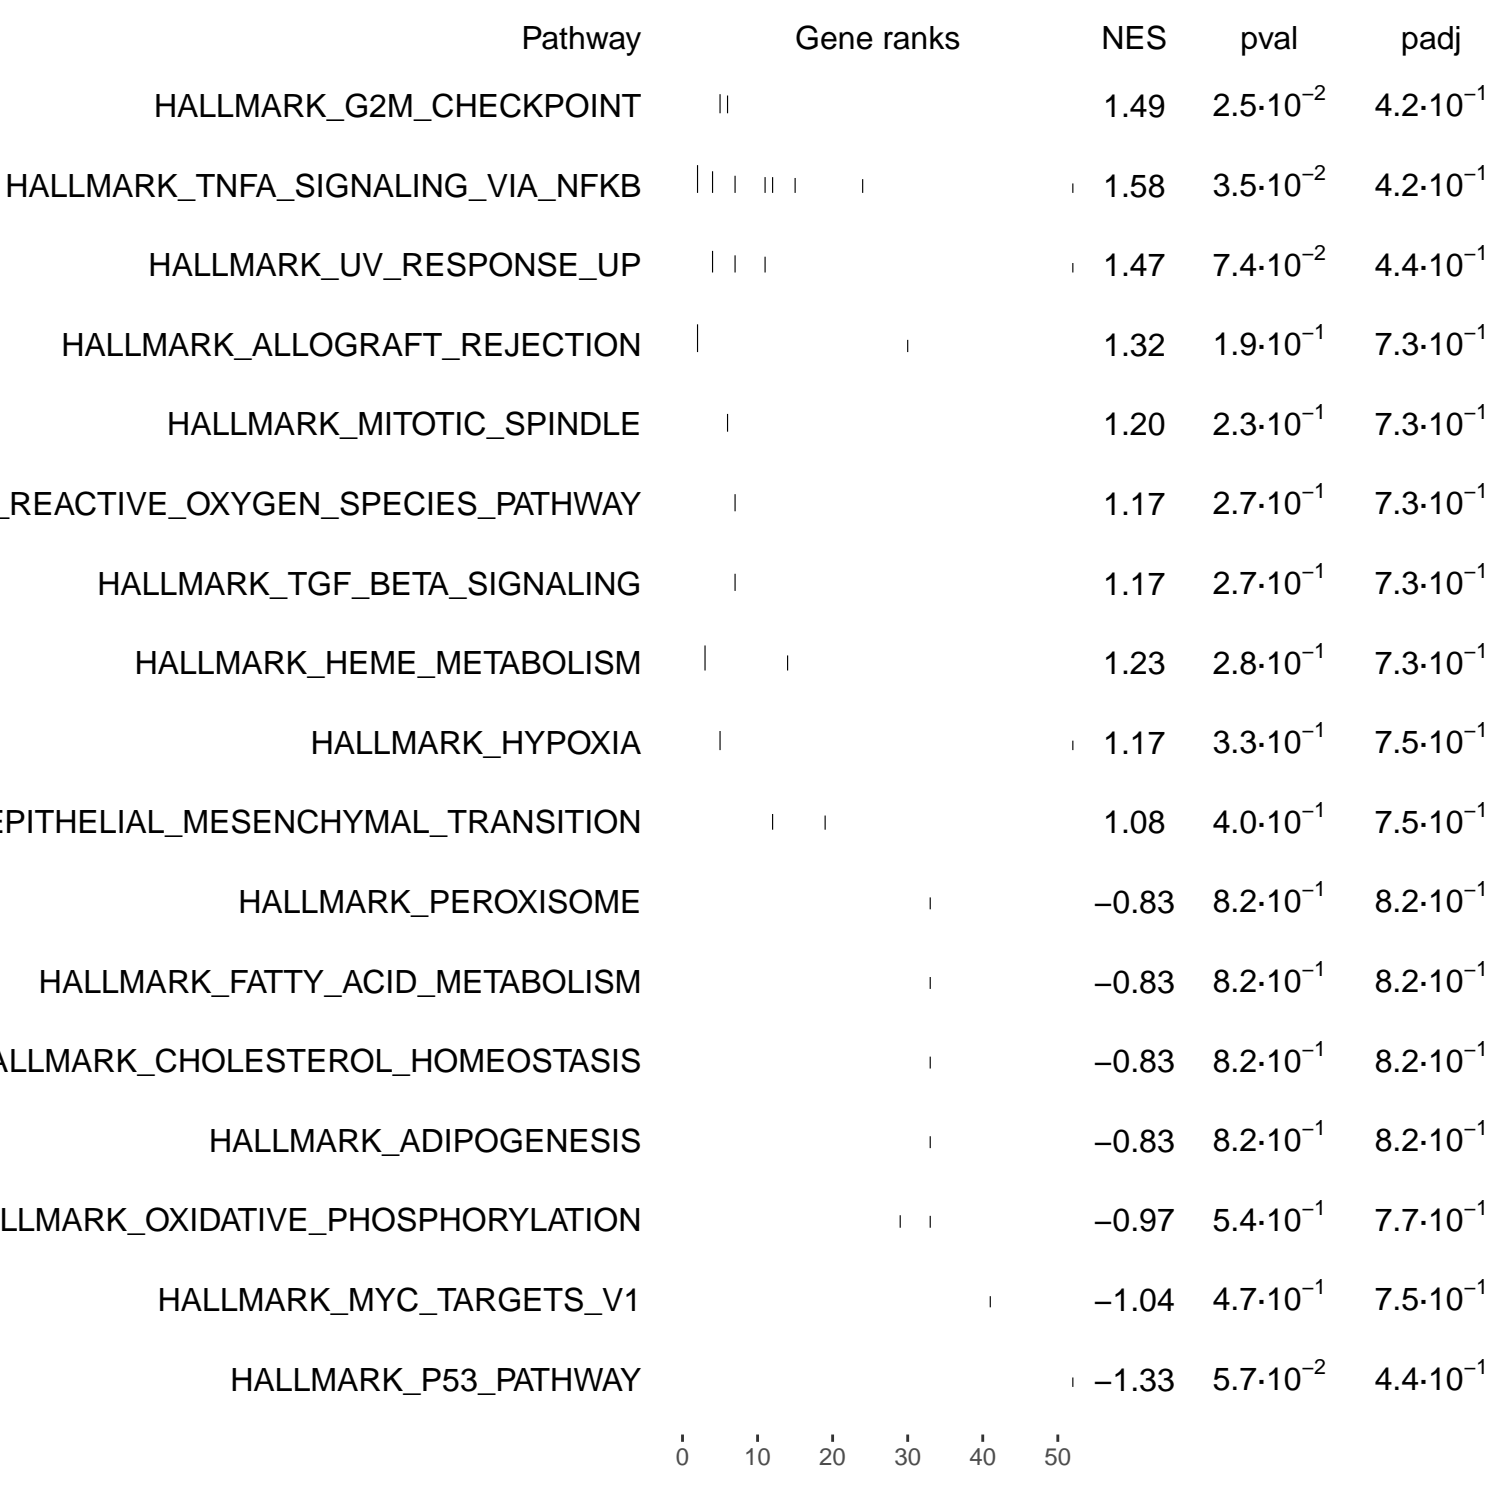 Pathway Gene ranks NES pval padj
HALLMARK_G2M_CHECKPOINT 1.49 2.5·10⁻² 4.2·10⁻¹
HALLMARK_TNFA_SIGNALING_VIA_NFKB 1.58 3.5·10⁻² 4.2·10⁻¹
HALLMARK_UV_RESPONSE_UP 1.47 7.4·10⁻² 4.4·10⁻¹
HALLMARK_ALLOGRAFT_REJECTION 1.32 1.9·10⁻¹ 7.3·10⁻¹
HALLMARK_MITOTIC_SPINDLE 1.20 2.3·10⁻¹ 7.3·10⁻¹
_REACTIVE_OXYGEN_SPECIES_PATHWAY 1.17 2.7·10⁻¹ 7.3·10⁻¹
HALLMARK_TGF_BETA_SIGNALING 1.17 2.7·10⁻¹ 7.3·10⁻¹
HALLMARK_HEME_METABOLISM 1.23 2.8·10⁻¹ 7.3·10⁻¹
HALLMARK_HYPOXIA 1.17 3.3·10⁻¹ 7.5·10⁻¹
EPITHELIAL_MESENCHYMAL_TRANSITION 1.08 4.0·10⁻¹ 7.5·10⁻¹
HALLMARK_PEROXISOME −0.83 8.2·10⁻¹ 8.2·10⁻¹
HALLMARK_FATTY_ACID_METABOLISM −0.83 8.2·10⁻¹ 8.2·10⁻¹
ALLMARK_CHOLESTEROL_HOMEOSTASIS −0.83 8.2·10⁻¹ 8.2·10⁻¹
HALLMARK_ADIPOGENESIS −0.83 8.2·10⁻¹ 8.2·10⁻¹
LLMARK_OXIDATIVE_PHOSPHORYLATION −0.97 5.4·10⁻¹ 7.7·10⁻¹
HALLMARK_MYC_TARGETS_V1 −1.04 4.7·10⁻¹ 7.5·10⁻¹
HALLMARK_P53_PATHWAY −1.33 5.7·10⁻² 4.4·10⁻¹
0 10 20 30 40 50